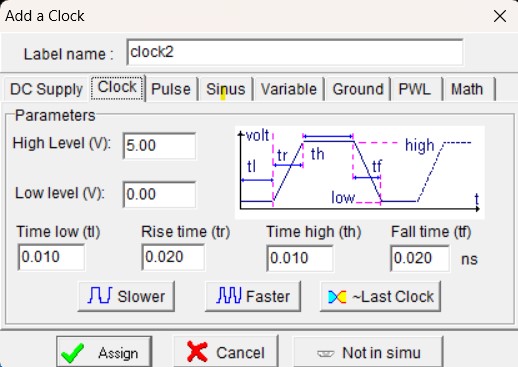 Add a Clock
Label name : clock2
DC Supply Clock Pulse Sinus Variable Ground PWL Math
Parameters
High Level (V): 5.00
Low level (V): 0.00
volt
tl tr th tf high
low
t
Time low (tl) Rise time (tr) Time high (th) Fall time (tf)
0.010 0.020 0.010 0.020 ns
Slower Faster ~Last Clock
Assign Cancel Not in simu